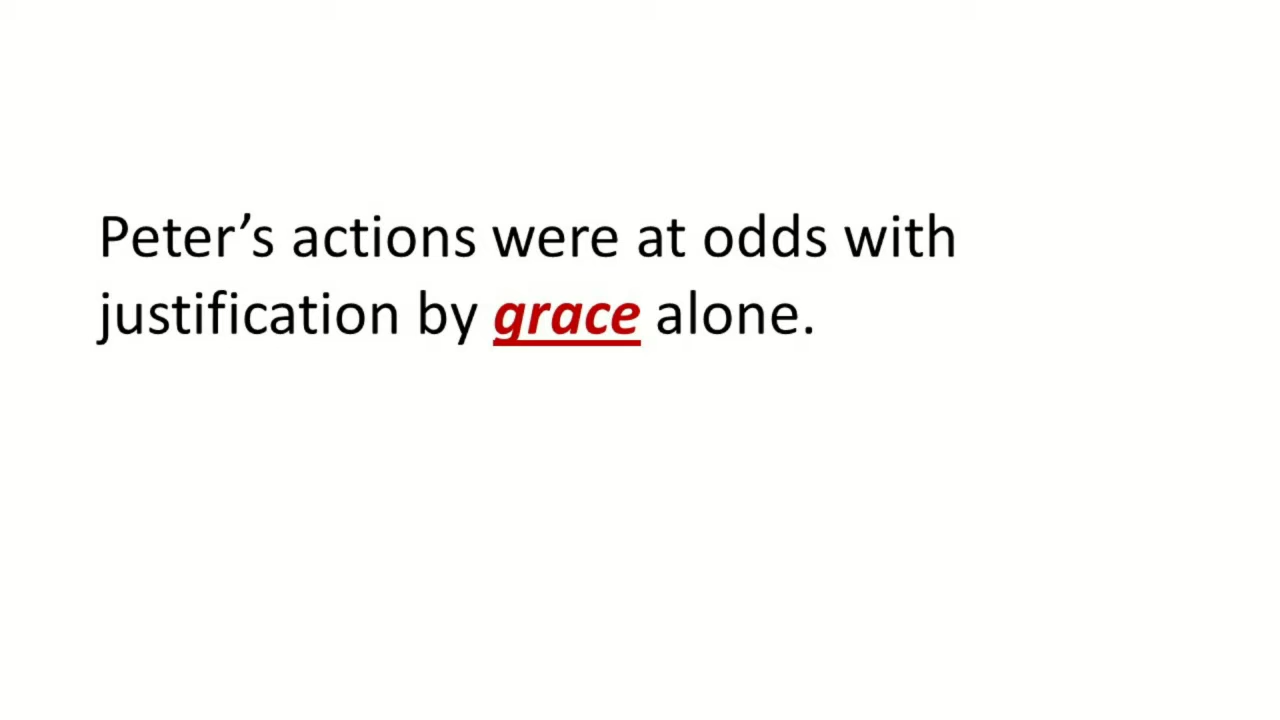 Peter’s actions were at odds with
justification by grace alone.